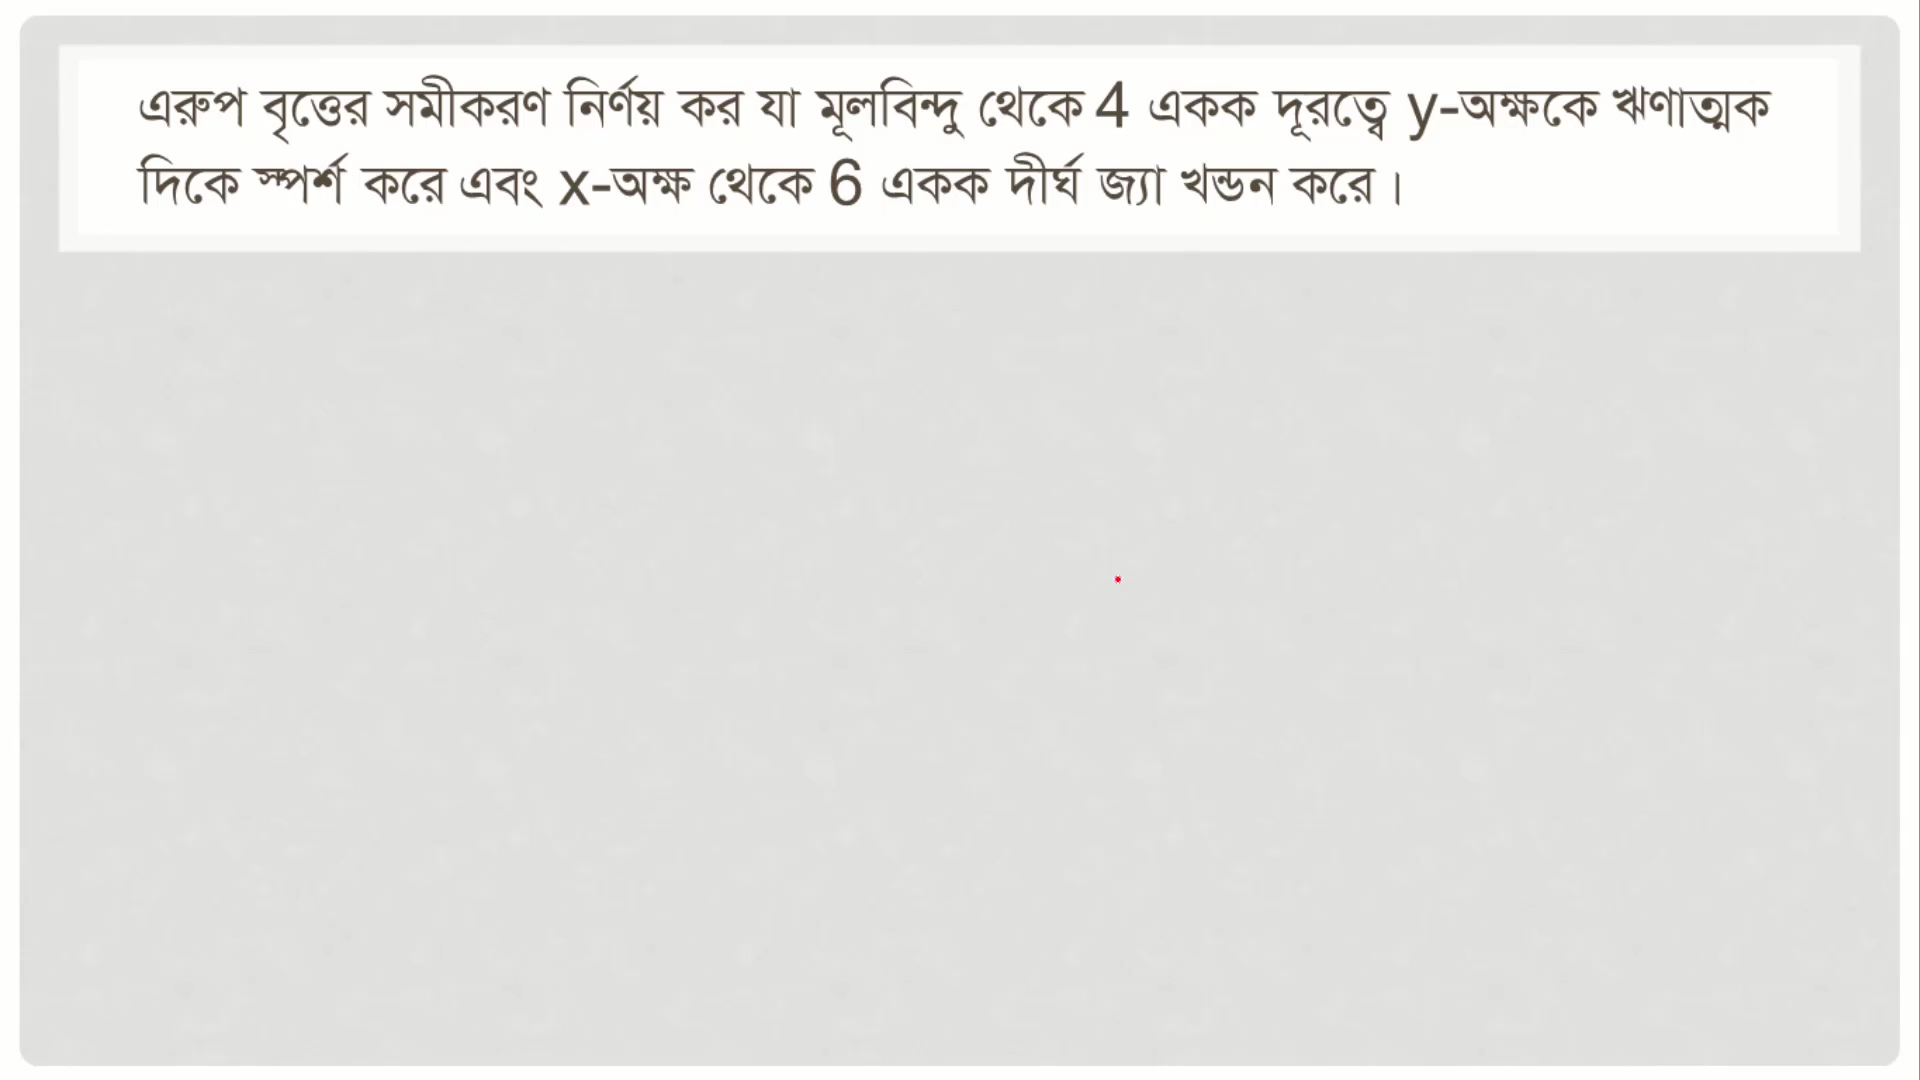 এরুপ বৃত্তের সমীকরণ নির্ণয় কর যা মূলবিন্দু থেকে 4 একক দূরত্বে y-অক্ষকে ঋণাত্মক
দিকে স্পর্শ করে এবং x-অক্ষ থেকে 6 একক দীর্ঘ জ্যা খন্ডন করে।